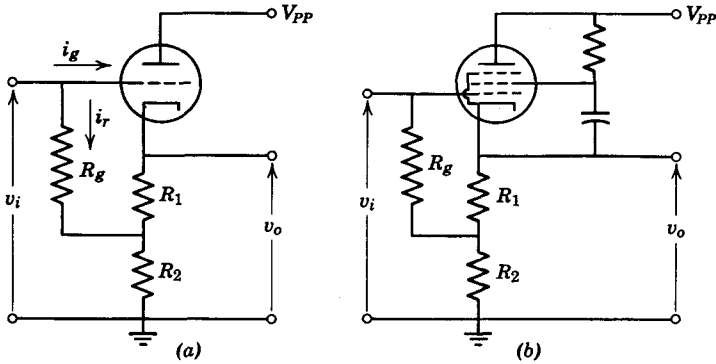 V_PP
i_g
i_r
R_g
v_i
R_1
v_o
R_2
(a)
V_PP
R_g
v_i
R_1
v_o
R_2
(b)